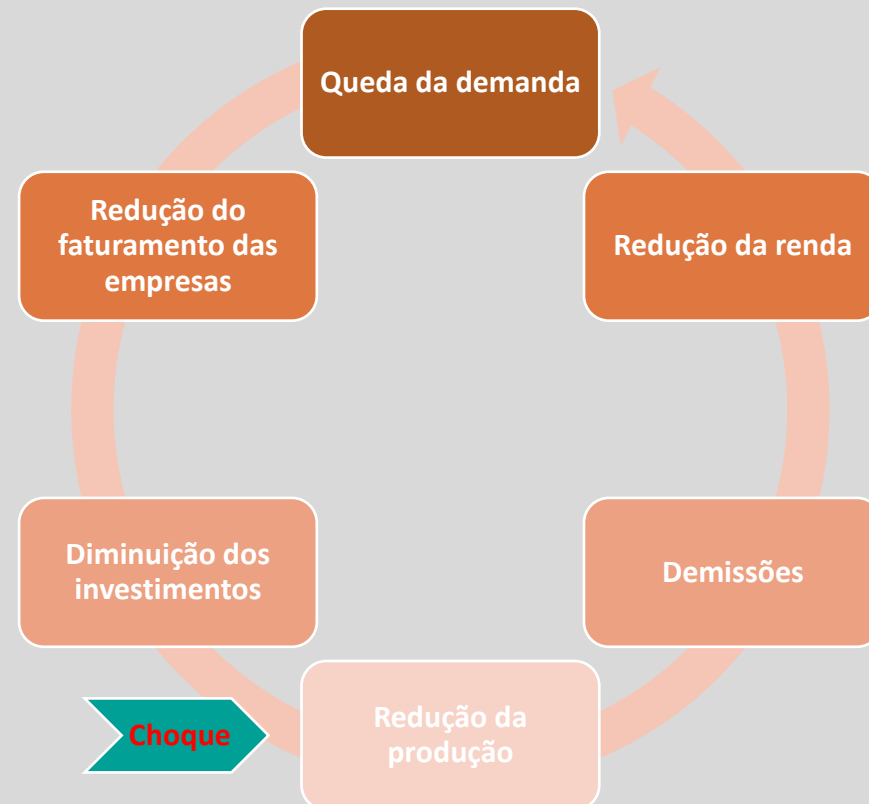 Queda da demanda
Redução do
faturamento das
empresas
Redução da renda
Diminuição dos
investimentos
Demissões
Choque
Redução da
produção